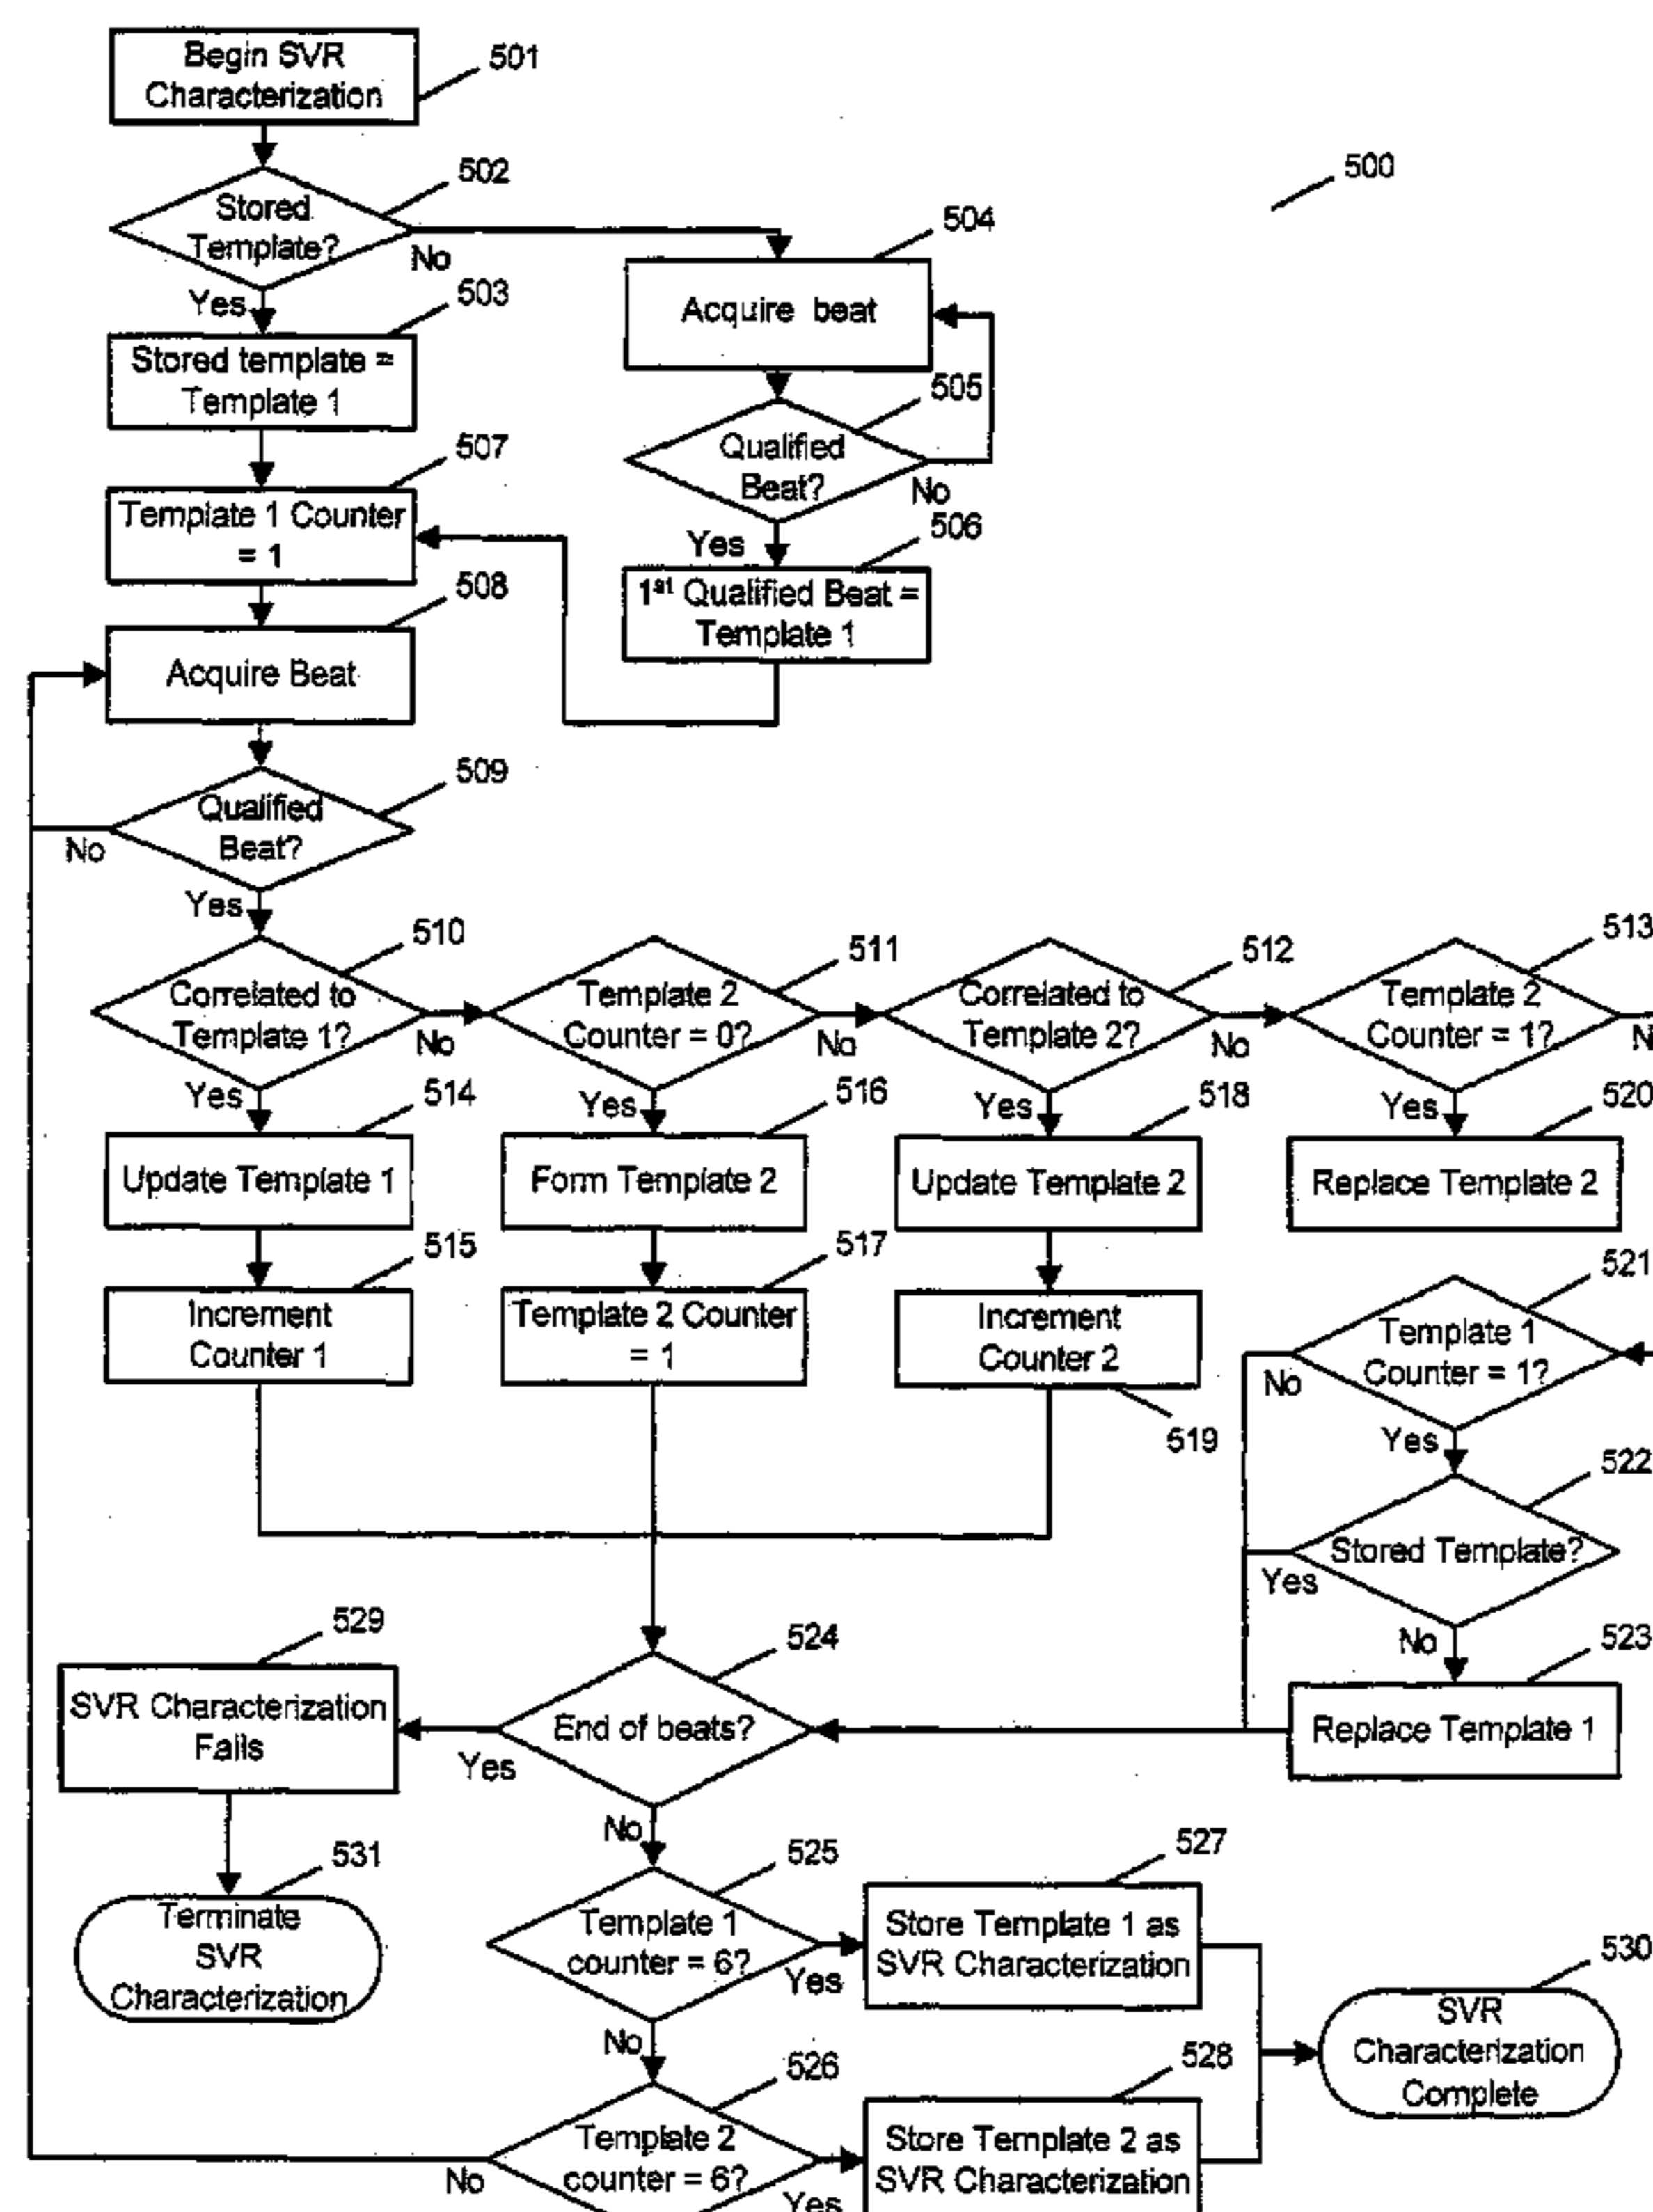 Begin SVR
Characterization
501
502
Stored
Template?
No
Yes
500
504
Acquire beat
503
Stored template =
Template 1
505
Qualified
Beat?
No
Yes
507
Template 1 Counter
= 1
506
1st Qualified Beat =
Template 1
508
Acquire Beat
509
Qualified
Beat?
No
Yes
510
Correlated to
Template 1?
No
Yes
511
Template 2
Counter = 0?
No
Yes
512
Correlated to
Template 2?
No
Yes
513
Template 2
Counter = 1?
N
Yes
514
Update Template 1
516
Form Template 2
518
Update Template 2
520
Replace Template 2
515
Increment
Counter 1
517
Template 2 Counter
= 1
Increment
Counter 2
519
521
Template 1
Counter = 1?
No
Yes
522
Stored Template?
Yes
No
523
Replace Template 1
529
SVR Characterization
Fails
524
End of beats?
Yes
No
531
Terminate
SVR
Characterization
525
Template 1
counter = 6?
Yes
No
527
Store Template 1 as
SVR Characterization
530
SVR
Characterization
Complete
526
Template 2
counter = 6?
No
Yes
528
Store Template 2 as
SVR Characterization